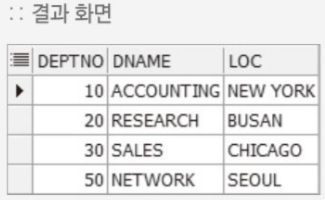 :: 결과 화면
DEPTNO DNAME LOC
10 ACCOUNTING NEW YORK
20 RESEARCH BUSAN
30 SALES CHICAGO
50 NETWORK SEOUL